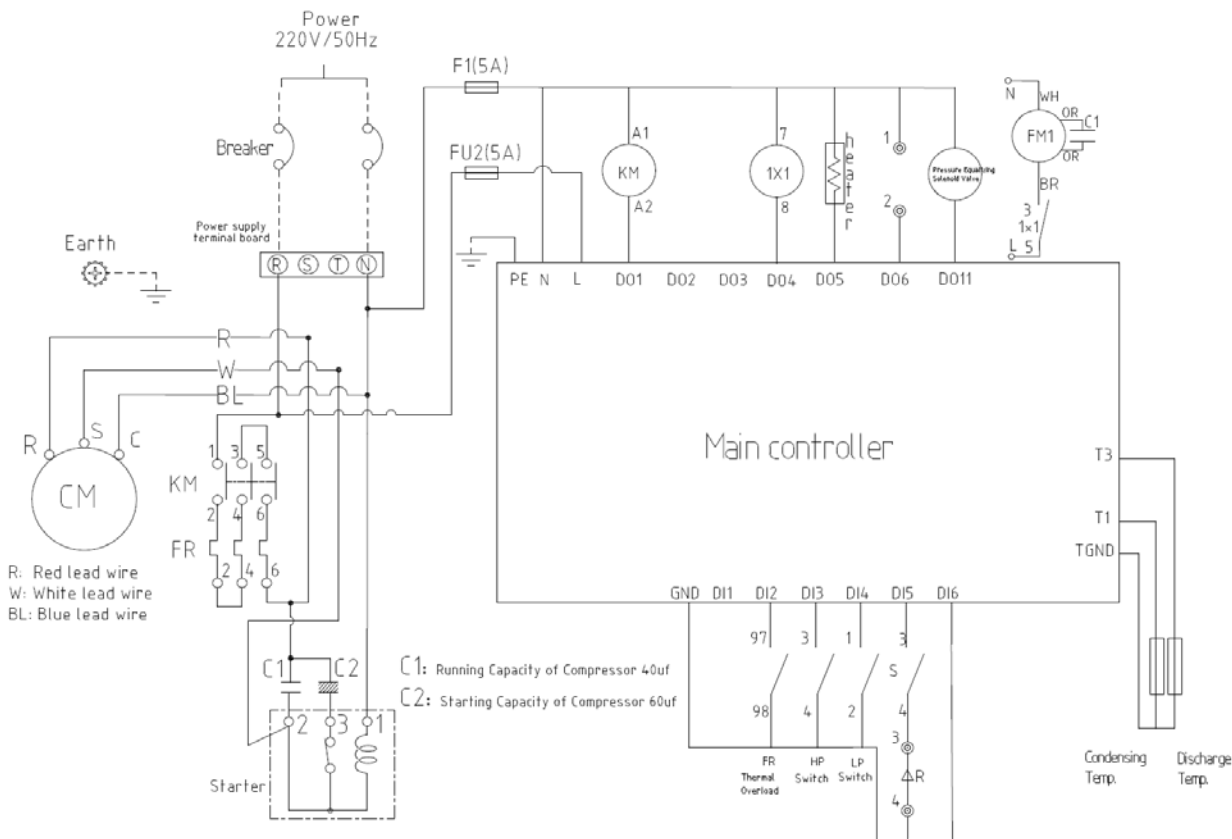 Power
220V/50Hz
Breaker
Power supply
terminal board
R S T N
Earth
F1(5A)
FU2(5A)
A1
KM
A2
7
1X1
8
heater
1
2
Pressure Equalizing
Solenoid Valve
N
WH
OR
C1
FM1
OR
BR
3
1×1
L 5
PE N L DO1 DO2 DO3 DO4 DO5 DO6 DO11
Main controller
T3
T1
TGND
GND DI1 DI2 DI3 DI4 DI5 DI6
R
W
BL
R S C
CM
R: Red lead wire
W: White lead wire
BL: Blue lead wire
1 3 5
KM
2 4 6
FR
2 4 6
C1 C2
2 3 1
Starter
C1: Running Capacity of Compressor 40uf
C2: Starting Capacity of Compressor 60uf
97 3 1 3
S
98 4 2 4
3
R
4
FR
Thermal
Overload
HP
Switch
LP
Switch
Condensing
Temp.
Discharge
Temp.